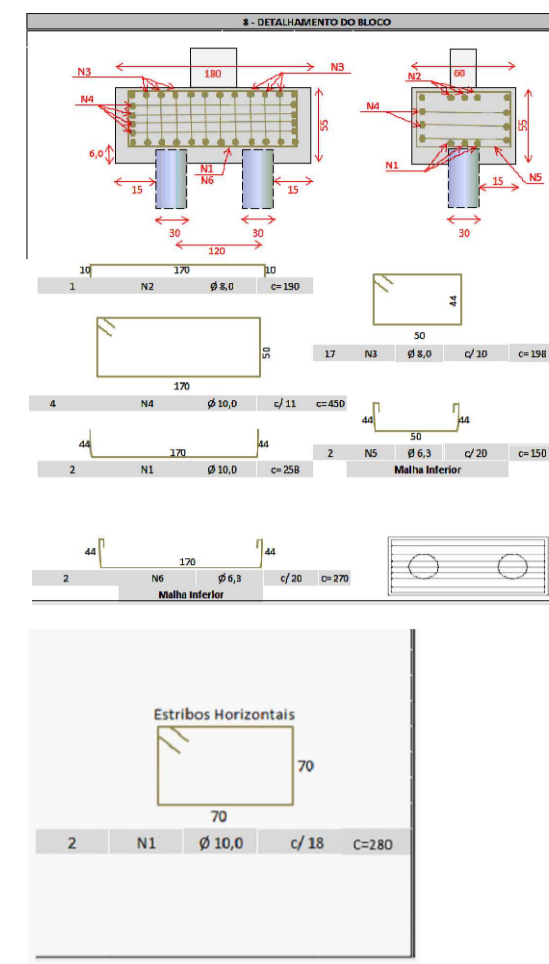 8 - DETALHAMENTO DO BLOCO
N3 180 N3 N2 60
N4 55 N4 55
6,0 N1 N1
15 N6 15 15 N5
30 30 30
120
10 170 10
1 N2 Ø 8,0 c= 190
44
50
50
17 N3 Ø 8,0 c/ 10 c= 198
170
4 N4 Ø 10,0 c/ 11 c= 450
44 44
50
44 170 44
2 N5 Ø 6,3 c/ 20 c= 150
2 N1 Ø 10,0 c= 258 Malha Inferior
44 170 44
2 N6 Ø 6,3 c/ 20 c= 270
Malha Inferior
Estribos Horizontais
70
70
2 N1 Ø 10,0 c/ 18 C=280